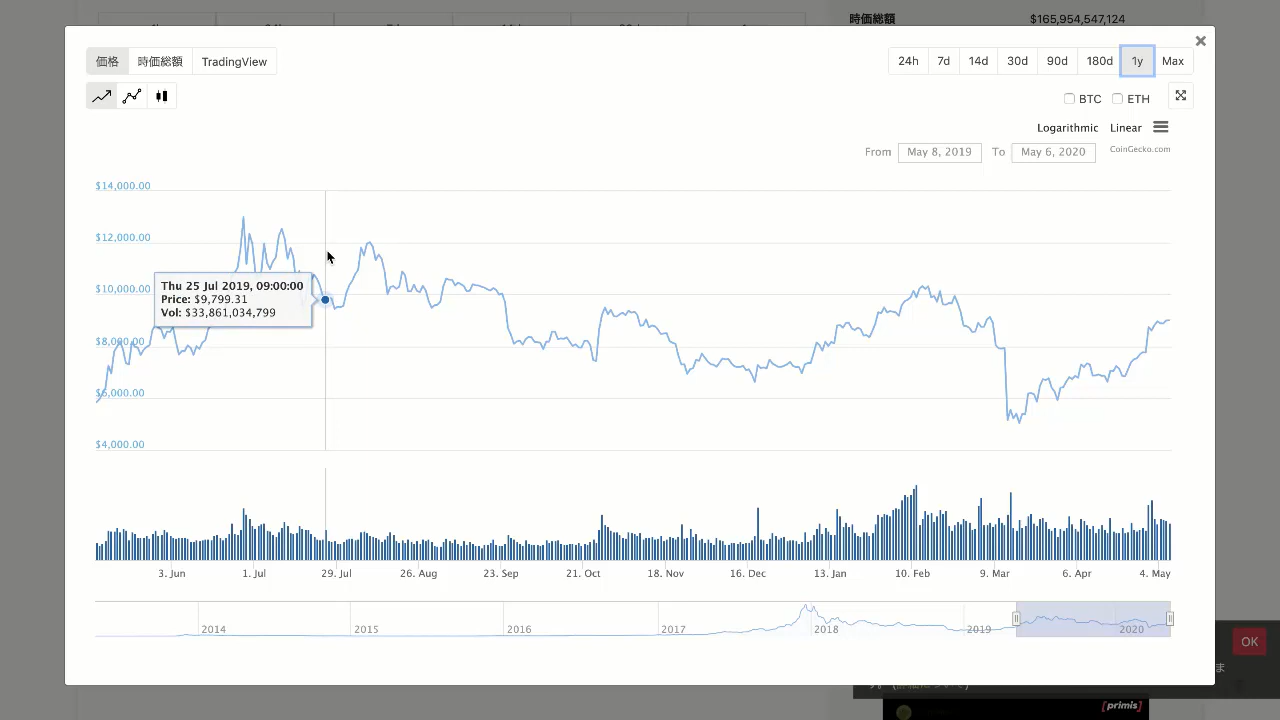 時価総額 $165,954,547,124
価格 時価総額 TradingView
24h 7d 14d 30d 90d 180d 1y Max
BTC ETH
Logarithmic Linear
From May 8, 2019 To May 6, 2020 CoinGecko.com
$14,000.00
$12,000.00
$10,000.00
$8,000.00
$6,000.00
$4,000.00
Thu 25 Jul 2019, 09:00:00
Price: $9,799.31
Vol: $33,861,034,799
3. Jun 1. Jul 29. Jul 26. Aug 23. Sep 21. Oct 18. Nov 16. Dec 13. Jan 10. Feb 9. Mar 6. Apr 4. May
2014 2015 2016 2017 2018 2019 2020
OK
ま
[primis]